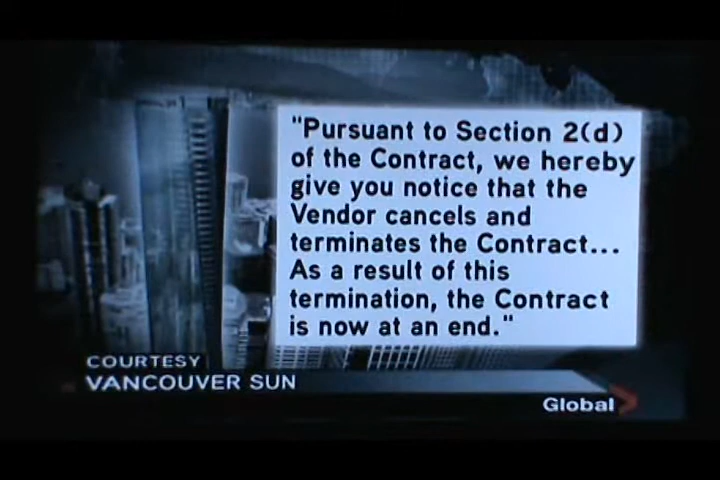 "Pursuant to Section 2(d)
of the Contract, we hereby
give you notice that the
Vendor cancels and
terminates the Contract...
As a result of this
termination, the Contract
is now at an end."
COURTESY
VANCOUVER SUN
Global